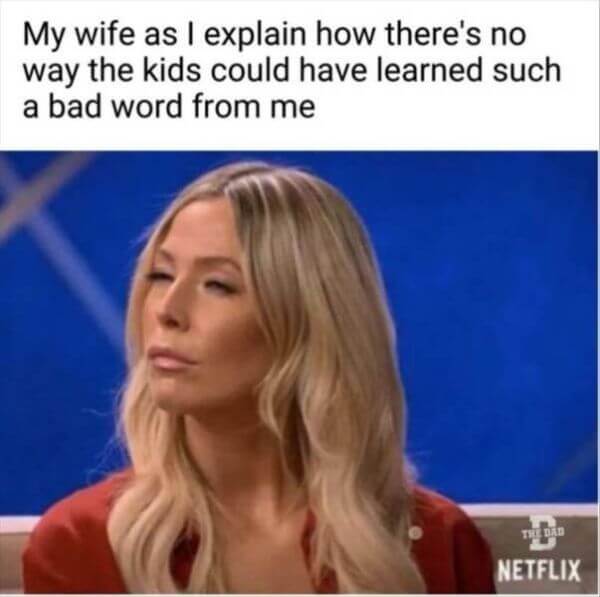 My wife as I explain how there's no
way the kids could have learned such
a bad word from me
THE DAD
NETFLIX